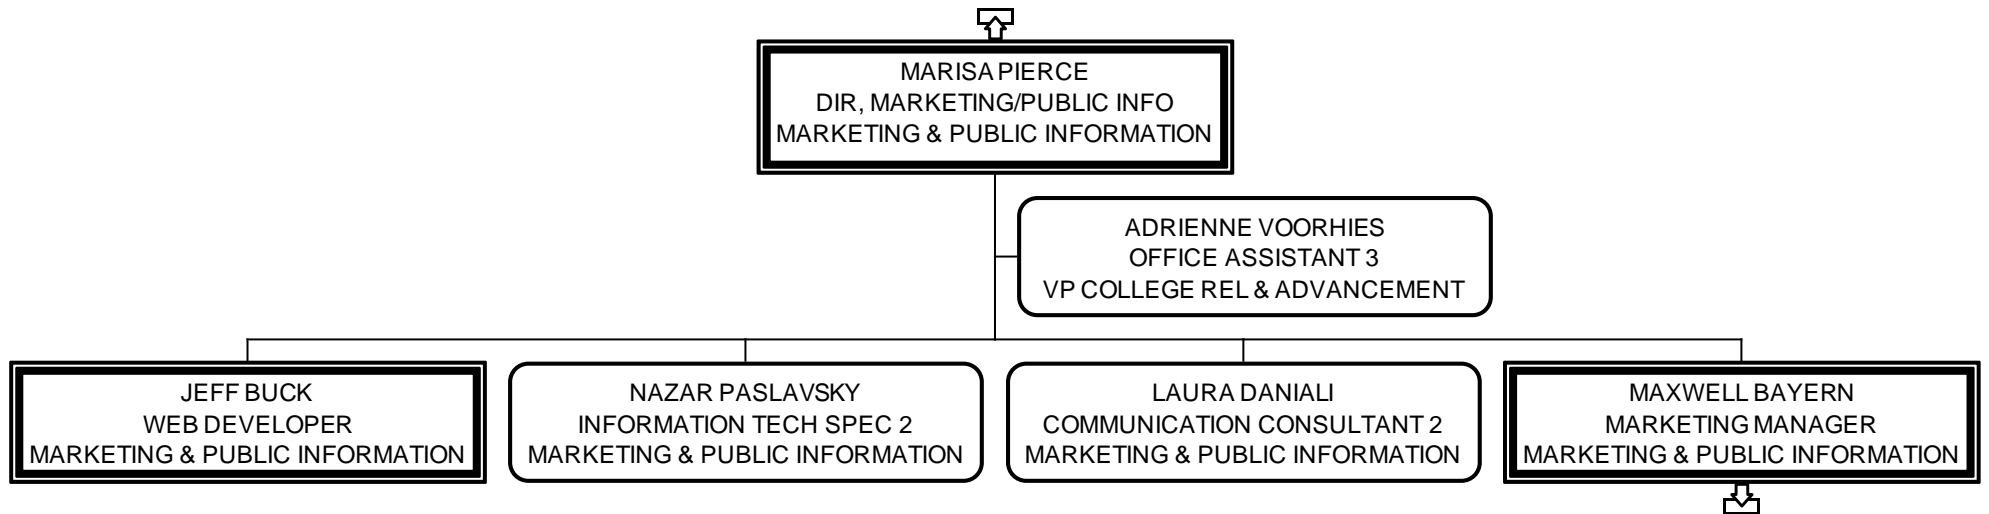 MARISA PIERCE
DIR, MARKETING/PUBLIC INFO
MARKETING & PUBLIC INFORMATION
ADRIENNE VOORHIES
OFFICE ASSISTANT 3
VP COLLEGE REL & ADVANCEMENT
JEFF BUCK
WEB DEVELOPER
MARKETING & PUBLIC INFORMATION
NAZAR PASLAVSKY
INFORMATION TECH SPEC 2
MARKETING & PUBLIC INFORMATION
LAURA DANIALI
COMMUNICATION CONSULTANT 2
MARKETING & PUBLIC INFORMATION
MAXWELL BAYERN
MARKETING MANAGER
MARKETING & PUBLIC INFORMATION